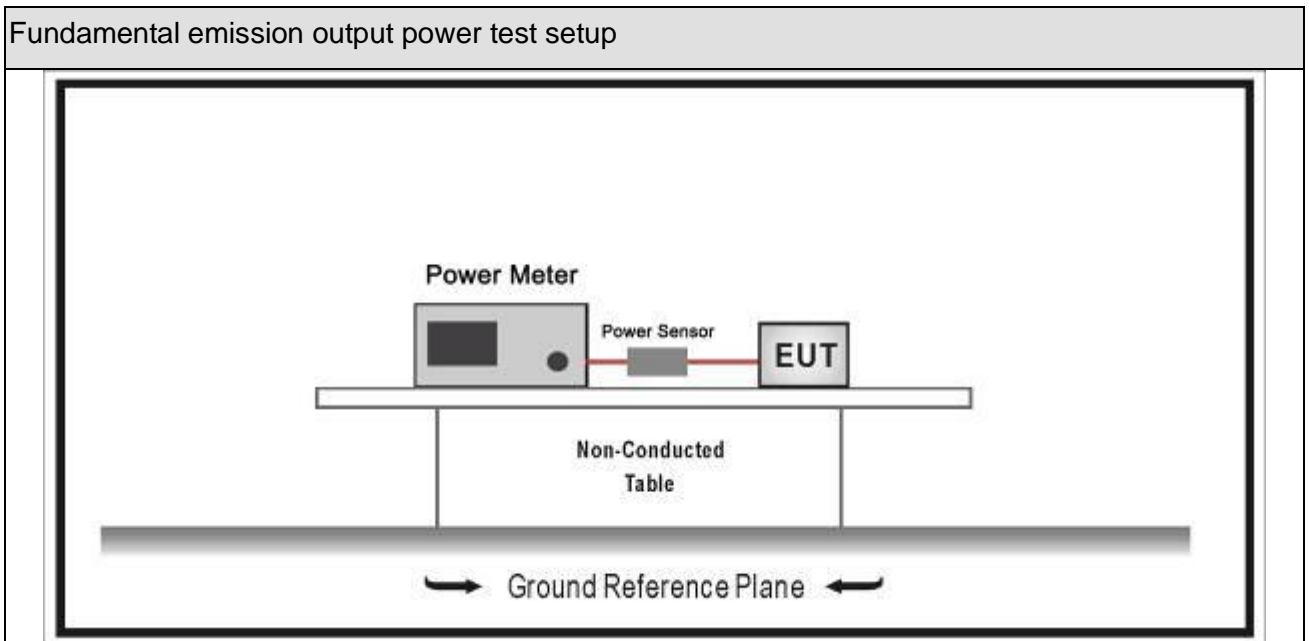 Fundamental emission output power test setup
Power Meter
Power Sensor
EUT
Non-Conducted
Table
Ground Reference Plane